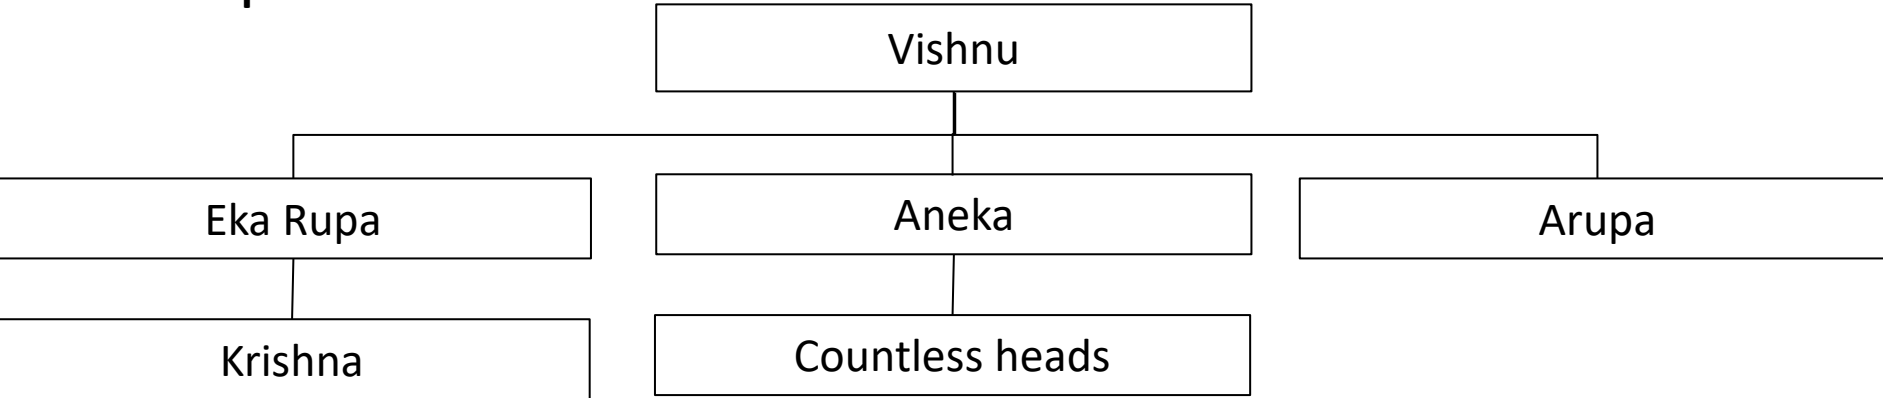 Vishnu
Eka Rupa
Aneka
Arupa
Krishna
Countless heads